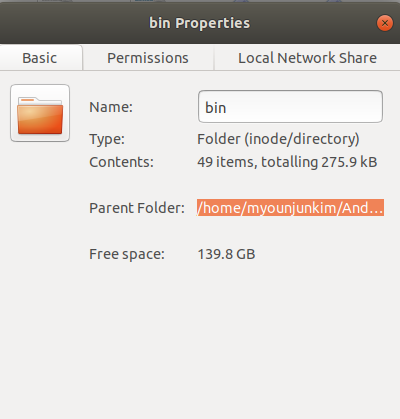 bin Properties
Basic Permissions Local Network Share
Name: bin
Type: Folder (inode/directory)
Contents: 49 items, totalling 275.9 kB
Parent Folder: /home/myounjunkim/And...
Free space: 139.8 GB